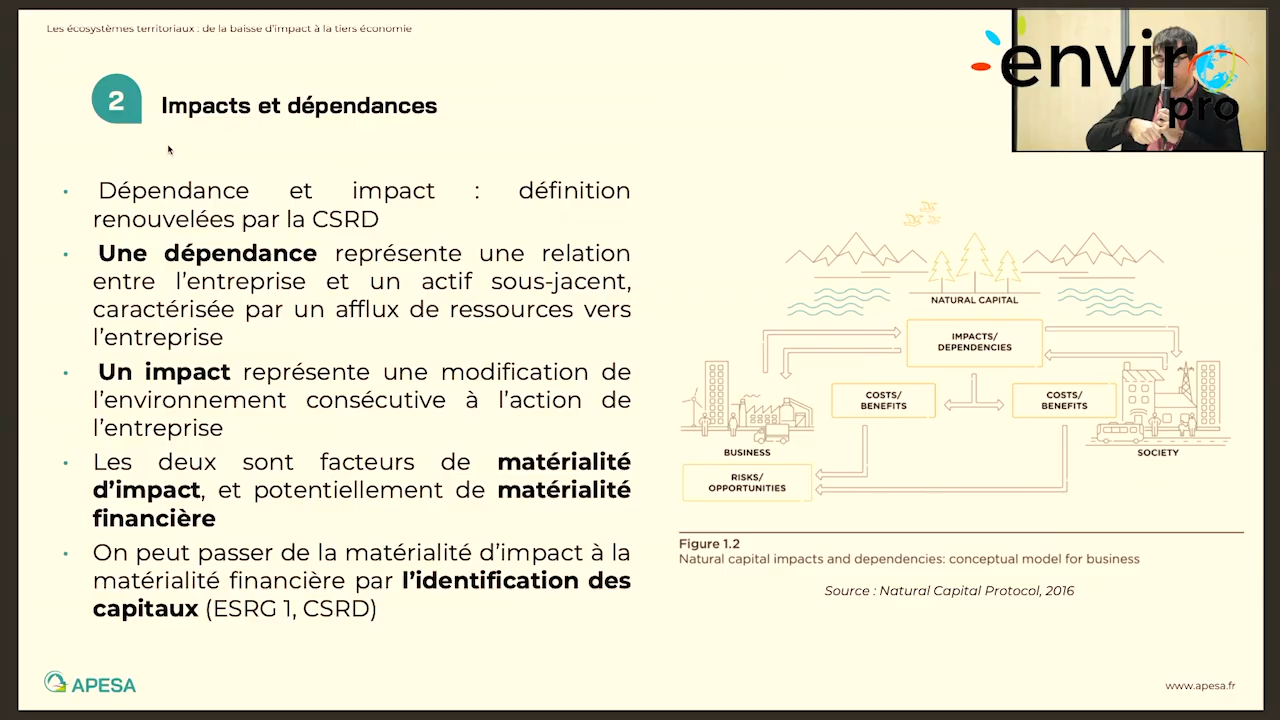 Les écosystèmes territoriaux : de la baisse d'impact à la tiers économie
enviro
pro
2
Impacts et dépendances
• Dépendance et impact : définition
renouvelées par la CSRD
• Une dépendance représente une relation
entre l'entreprise et un actif sous-jacent,
caractérisée par un afflux de ressources vers
l'entreprise
• Un impact représente une modification de
l'environnement consécutive à l'action de
l'entreprise
• Les deux sont facteurs de matérialité
d'impact, et potentiellement de matérialité
financière
• On peut passer de la matérialité d'impact à la
matérialité financière par l'identification des
capitaux (ESRG 1, CSRD)
NATURAL CAPITAL
IMPACTS/
DEPENDENCIES
COSTS/
BENEFITS
COSTS/
BENEFITS
BUSINESS
SOCIETY
RISKS/
OPPORTUNITIES
Figure 1.2
Natural capital impacts and dependencies: conceptual model for business
Source : Natural Capital Protocol, 2016
APESA
www.apesa.fr